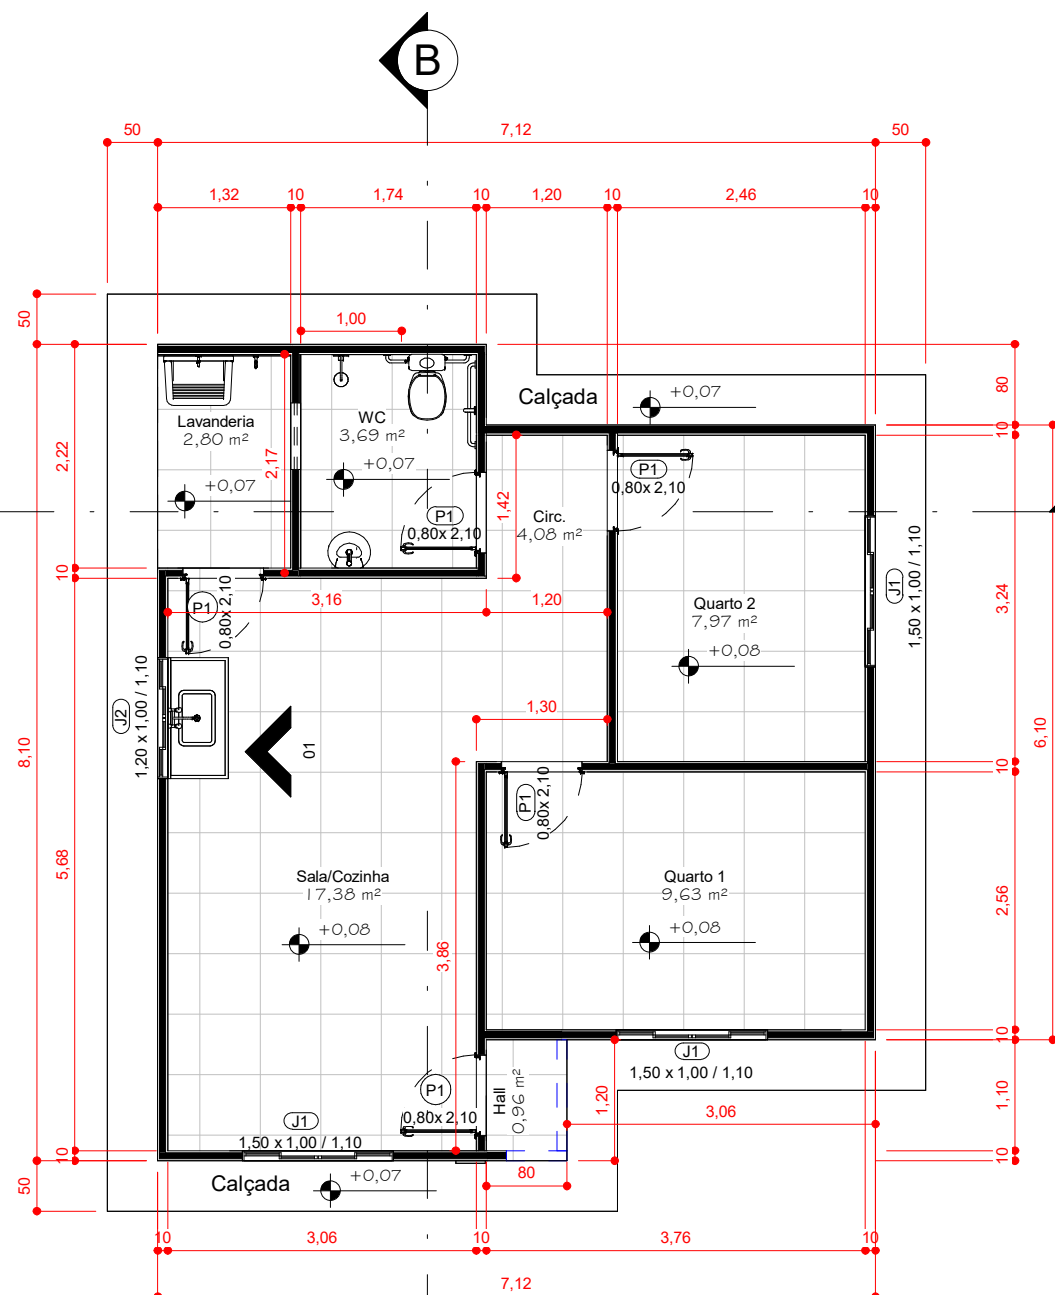 B
50
7,12
50
1,32
10
1,74
10
1,20
10
2,46
10
50
1,00
80
Calçada
+0,07
10
Lavanderia
2,80 m²
WC
3,69 m²
2,22
2,17
+0,07
+0,07
P1
0,80x 2,10
1,42
Circ.
4,08 m²
P1
0,80x 2,10
J1
1,50 x 1,00 / 1,10
10
P1
0,80x 2,10
3,16
1,20
Quarto 2
7,97 m²
+0,08
3,24
J2
1,20 x 1,00 / 1,10
01
1,30
6,10
8,10
P1
0,80x 2,10
10
5,68
Sala/Cozinha
17,38 m²
+0,08
Quarto 1
9,63 m²
+0,08
2,56
3,86
10
J1
1,50 x 1,00 / 1,10
P1
0,80x 2,10
Hall
0,96 m²
1,20
3,06
1,10
J1
1,50 x 1,00 / 1,10
10
10
50
Calçada
+0,07
80
10
3,06
10
3,76
10
7,12